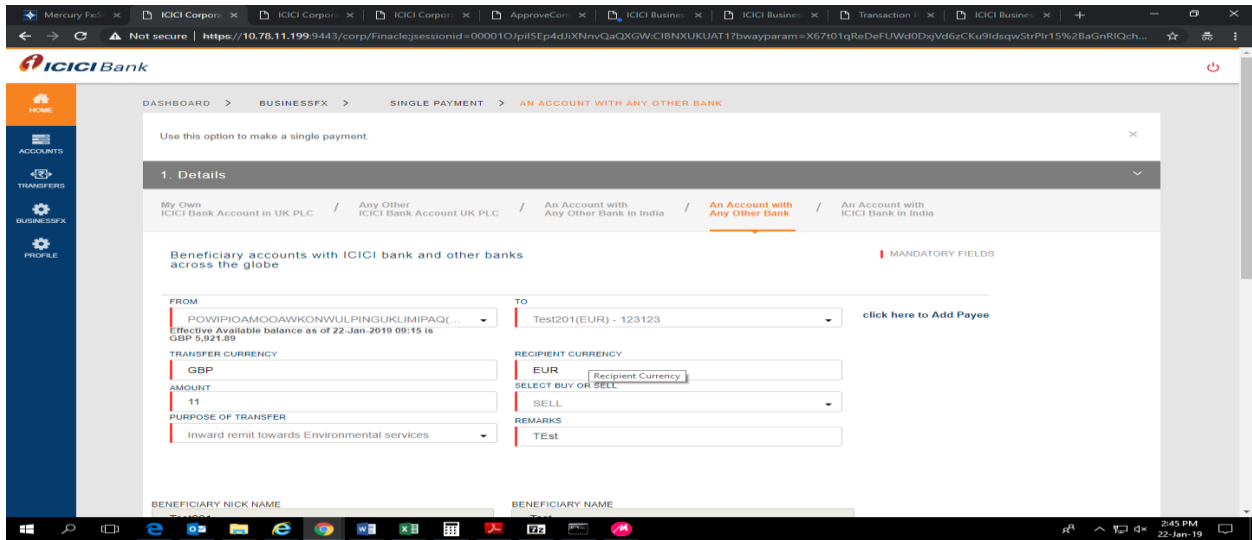 Mercury FxS
ICICI Corpora
ICICI Corpora
ICICI Corpora
ApproveCor
ICICI Busines
ICICI Busines
Transaction
ICICI Busines
Not secure | https://10.78.11.199:9443/corp/Finacle;jsessionid=00001OJpiI5Ep4dJiXNnvQaQXGW:CIBNXUKUAT1?bwayparam=X67t01qReDeFUWd0DxjVd6zCKu9IdsqwStrPlr15%2BaGnRIQch...
ICICI Bank
HOME
ACCOUNTS
TRANSFERS
BUSINESSFX
PROFILE
DASHBOARD > BUSINESSFX > SINGLE PAYMENT > AN ACCOUNT WITH ANY OTHER BANK
Use this option to make a single payment.
1. Details
My Own
ICICI Bank Account in UK PLC
/
Any Other
ICICI Bank Account UK PLC
/
An Account with
Any Other Bank in India
/
An Account with
Any Other Bank
/
An Account with
ICICI Bank in India
Beneficiary accounts with ICICI bank and other banks
across the globe
MANDATORY FIELDS
FROM
POWIPIOAMOOAWKONWULPINGUKLIMIPAQ(...
Effective Available balance as of 22-Jan-2019 09:15 is
GBP 5,921.89
TO
Test201(EUR) - 123123
click here to Add Payee
TRANSFER CURRENCY
GBP
RECIPIENT CURRENCY
EUR
Recipient Currency
AMOUNT
11
SELECT BUY OR SELL
SELL
PURPOSE OF TRANSFER
Inward remit towards Environmental services
REMARKS
TEst
BENEFICIARY NICK NAME
BENEFICIARY NAME
2:45 PM
22-Jan-19